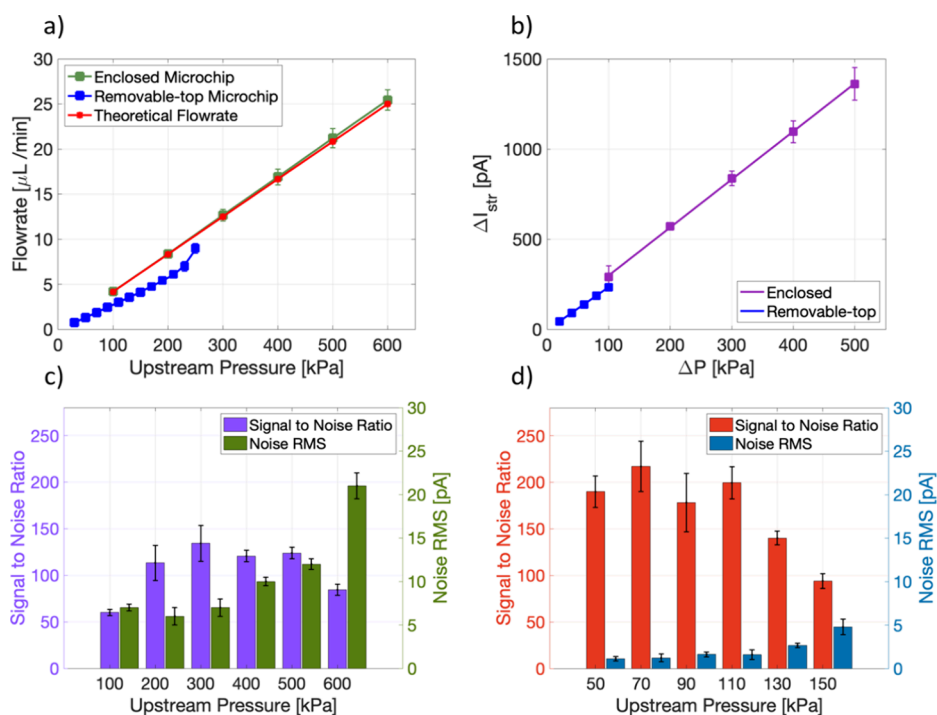 a)
30
25
20
15
10
5
0
Flowrate [μL /min]
Enclosed Microchip
Removable-top Microchip
Theoretical Flowrate
0 100 200 300 400 500 600
Upstream Pressure [kPa]
b)
1500
1000
500
0
ΔI_str [pA]
Enclosed
Removable-top
0 100 200 300 400 500
ΔP [kPa]
c)
250
200
150
100
50
0
Signal to Noise Ratio
Signal to Noise Ratio
Noise RMS
30
25
20
15
10
5
0
Noise RMS [pA]
100 200 300 400 500 600
Upstream Pressure [kPa]
d)
250
200
150
100
50
0
Signal to Noise Ratio
Signal to Noise Ratio
Noise RMS
30
25
20
15
10
5
0
Noise RMS [pA]
50 70 90 110 130 150
Upstream Pressure [kPa]